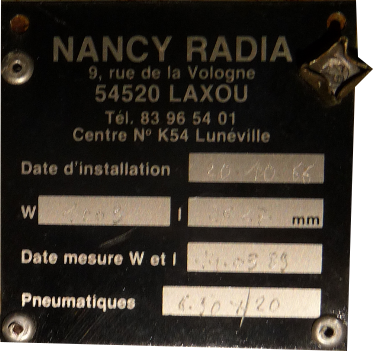 NANCY RADIA
9, rue de la Vologne
54520 LAXOU
Tél. 83 96 54 01
Centre Nº K54 Lunéville
Date d'installation
W l mm
Date mesure W et l
Pneumatiques